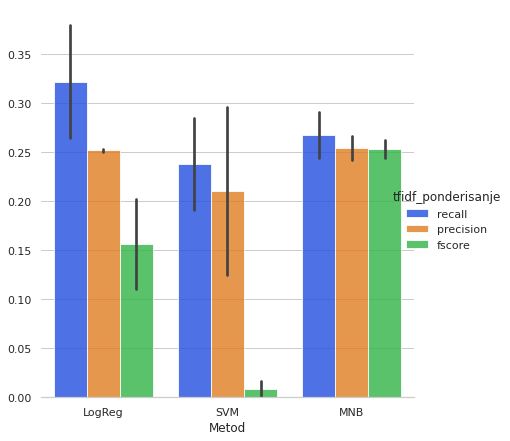 0.35
0.30
0.25
0.20
0.15
0.10
0.05
0.00
LogReg
SVM
MNB
Metod
tfidf_ponderisanje
recall
precision
fscore